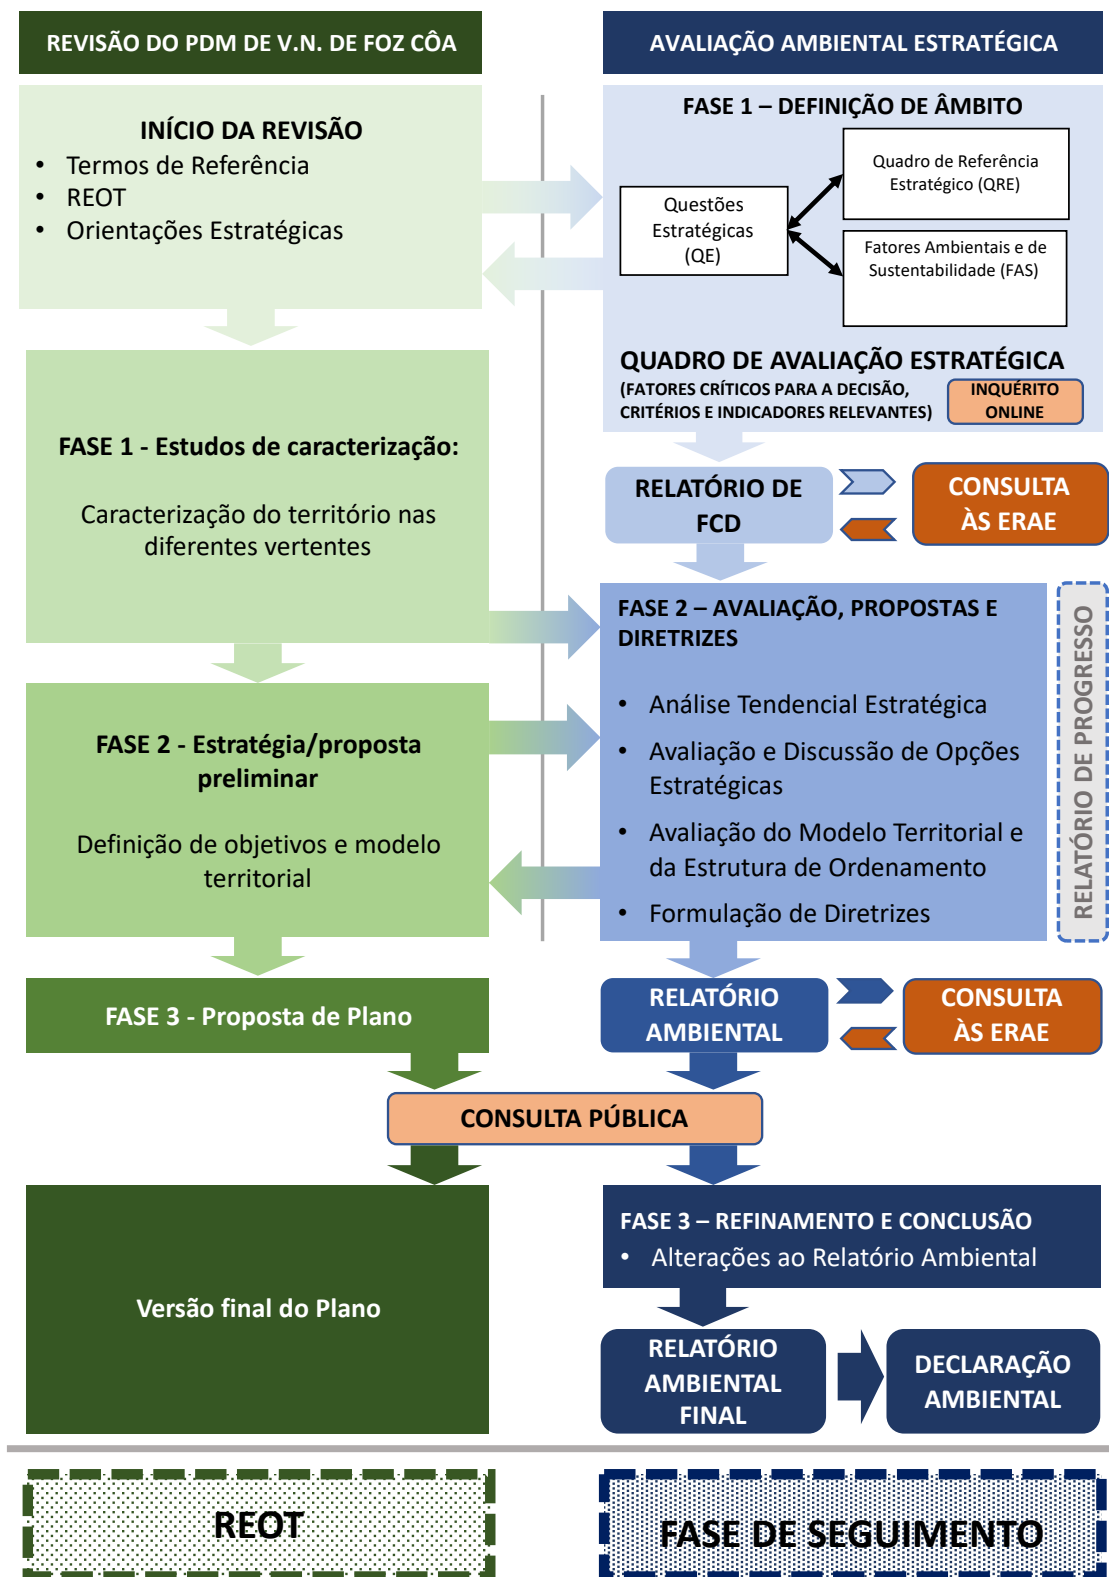 REVISÃO DO PDM DE V.N. DE FOZ CÔA
AVALIAÇÃO AMBIENTAL ESTRATÉGICA
INÍCIO DA REVISÃO
• Termos de Referência
• REOT
• Orientações Estratégicas
FASE 1 – DEFINIÇÃO DE ÂMBITO
Questões
Estratégicas
(QE)
Quadro de Referência
Estratégico (QRE)
Fatores Ambientais e de
Sustentabilidade (FAS)
QUADRO DE AVALIAÇÃO ESTRATÉGICA
(FATORES CRÍTICOS PARA A DECISÃO,
CRITÉRIOS E INDICADORES RELEVANTES)
INQUÉRITO
ONLINE
FASE 1 - Estudos de caracterização:
Caracterização do território nas
diferentes vertentes
RELATÓRIO DE
FCD
CONSULTA
ÀS ERAE
FASE 2 – AVALIAÇÃO, PROPOSTAS E
DIRETRIZES
• Análise Tendencial Estratégica
• Avaliação e Discussão de Opções
Estratégicas
• Avaliação do Modelo Territorial e
da Estrutura de Ordenamento
• Formulação de Diretrizes
RELATÓRIO DE PROGRESSO
FASE 2 - Estratégia/proposta
preliminar
Definição de objetivos e modelo
territorial
FASE 3 - Proposta de Plano
RELATÓRIO
AMBIENTAL
CONSULTA
ÀS ERAE
CONSULTA PÚBLICA
Versão final do Plano
FASE 3 – REFINAMENTO E CONCLUSÃO
• Alterações ao Relatório Ambiental
RELATÓRIO
AMBIENTAL
FINAL
DECLARAÇÃO
AMBIENTAL
REOT
FASE DE SEGUIMENTO